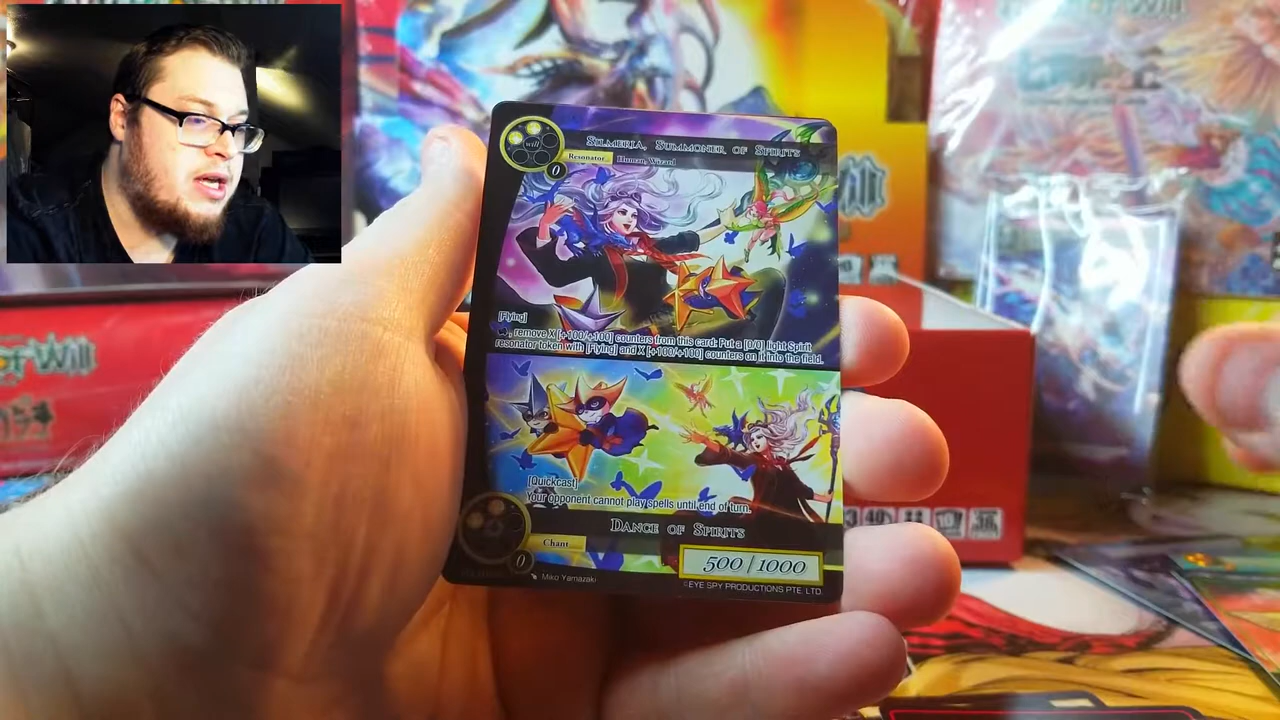 Silmeria, Summoner of Spirits
will
Resonator Human, Wizard
0
[Flying]
, remove X [+100/+100] counters from this card: Put a [0/0] light Spirit
resonator token with [Flying] and X [+100/+100] counters on it into the field.
[Quickcast]
Your opponent cannot play spells until end of turn.
Dance of Spirits
Chant
0
500 / 1000
Miko Yamazaki
©EYE SPY PRODUCTIONS PTE. LTD.
of Will